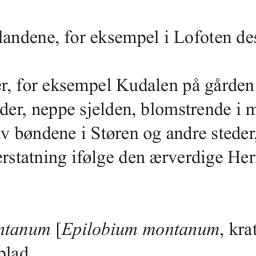 landene, for eksempel i Lofoten des
er, for eksempel Kudalen på gården
der, neppe sjelden, blomstrende i m
av bøndene i Støren og andre steder,
erstatning ifølge den ærverdige Her
ntanum [Epilobium montanum, krat
blad